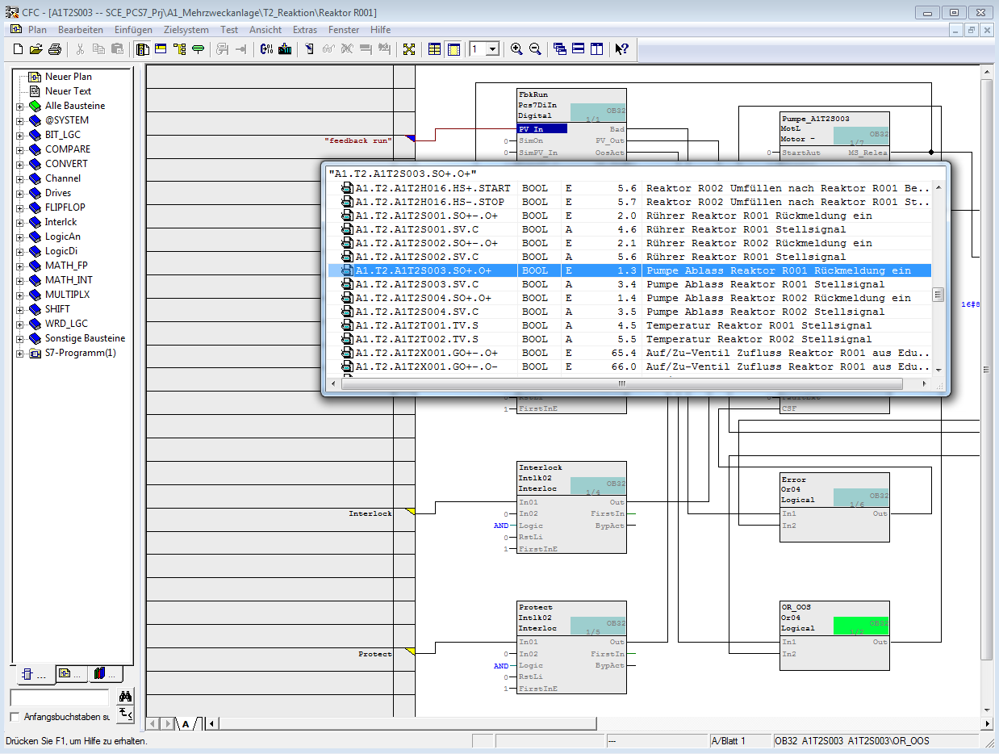 CFC - [A1T2S003 -- SCE_PCS7_Prj\A1_Mehrzweckanlage\T2_Reaktion\Reaktor R001]
Plan Bearbeiten Einfügen Zielsystem Test Ansicht Extras Fenster Hilfe
1
Neuer Plan
Neuer Text
Alle Bausteine
@SYSTEM
BIT_LGC
COMPARE
CONVERT
Channel
Drives
FLIPFLOP
Interlck
LogicAn
LogicDi
MATH_FP
MATH_INT
MULTIPLX
SHIFT
WRD_LGC
Sonstige Bausteine
S7-Programm(1)
... ... ...
Anfangsbuchstaben su
"feedback run"
FbkRun
Pcs7DiIn OB32
Digital 1/1
PV_In Bad
0 SimOn PV_Out
0 SimPV_In OosAct
Pumpe_A1T2S003
MotL OB32
Motor - 1/7
0 StartAut MS_Relea
"A1.T2.A1T2S003.SO+.O+"
A1.T2.A1T2H016.HS+.START BOOL E 5.6 Reaktor R002 Umfüllen nach Reaktor R001 Be..
A1.T2.A1T2H016.HS-.STOP BOOL E 5.7 Reaktor R002 Umfüllen nach Reaktor R001 St..
A1.T2.A1T2S001.SO+-.O+ BOOL E 2.0 Rührer Reaktor R001 Rückmeldung ein
A1.T2.A1T2S001.SV.C BOOL A 4.6 Rührer Reaktor R001 Stellsignal
A1.T2.A1T2S002.SO+-.O+ BOOL E 2.1 Rührer Reaktor R002 Rückmeldung ein
A1.T2.A1T2S002.SV.C BOOL A 5.6 Rührer Reaktor R001 Stellsignal
A1.T2.A1T2S003.SO+.O+ BOOL E 1.3 Pumpe Ablass Reaktor R001 Rückmeldung ein
A1.T2.A1T2S003.SV.C BOOL A 3.4 Pumpe Ablass Reaktor R001 Stellsignal
A1.T2.A1T2S004.SO+.O+ BOOL E 1.4 Pumpe Ablass Reaktor R002 Rückmeldung ein
A1.T2.A1T2S004.SV.C BOOL A 3.5 Pumpe Ablass Reaktor R002 Stellsignal
A1.T2.A1T2T001.TV.S BOOL A 4.5 Temperatur Reaktor R001 Stellsignal
A1.T2.A1T2T002.TV.S BOOL A 5.5 Temperatur Reaktor R002 Stellsignal
A1.T2.A1T2X001.GO+-.O+ BOOL E 65.4 Auf/Zu-Ventil Zufluss Reaktor R001 aus Edu..
A1.T2.A1T2X001.GO+-.O- BOOL E 66.0 Auf/Zu-Ventil Zufluss Reaktor R001 aus Edu..
16#8
1 FirstInE
CSF
Interlock
Interlock
Intlk02 OB32
Interloc 1/4
In01 Out
0 In02 FirstIn
AND Logic BypAct
0 RstLi
1 FirstInE
Error
Or04 OB32
Logical 1/6
In1 Out
In2
Protect
Protect
Intlk02 OB32
Interloc 1/5
In01 Out
0 In02 FirstIn
AND Logic BypAct
0 RstLi
1 FirstInE
OR_OOS
Or04 OB32
Logical 1/2
In1 Out
In2
A
Drücken Sie F1, um Hilfe zu erhalten. --- A/Blatt 1 OB32 A1T2S003 A1T2S003\OR_OOS